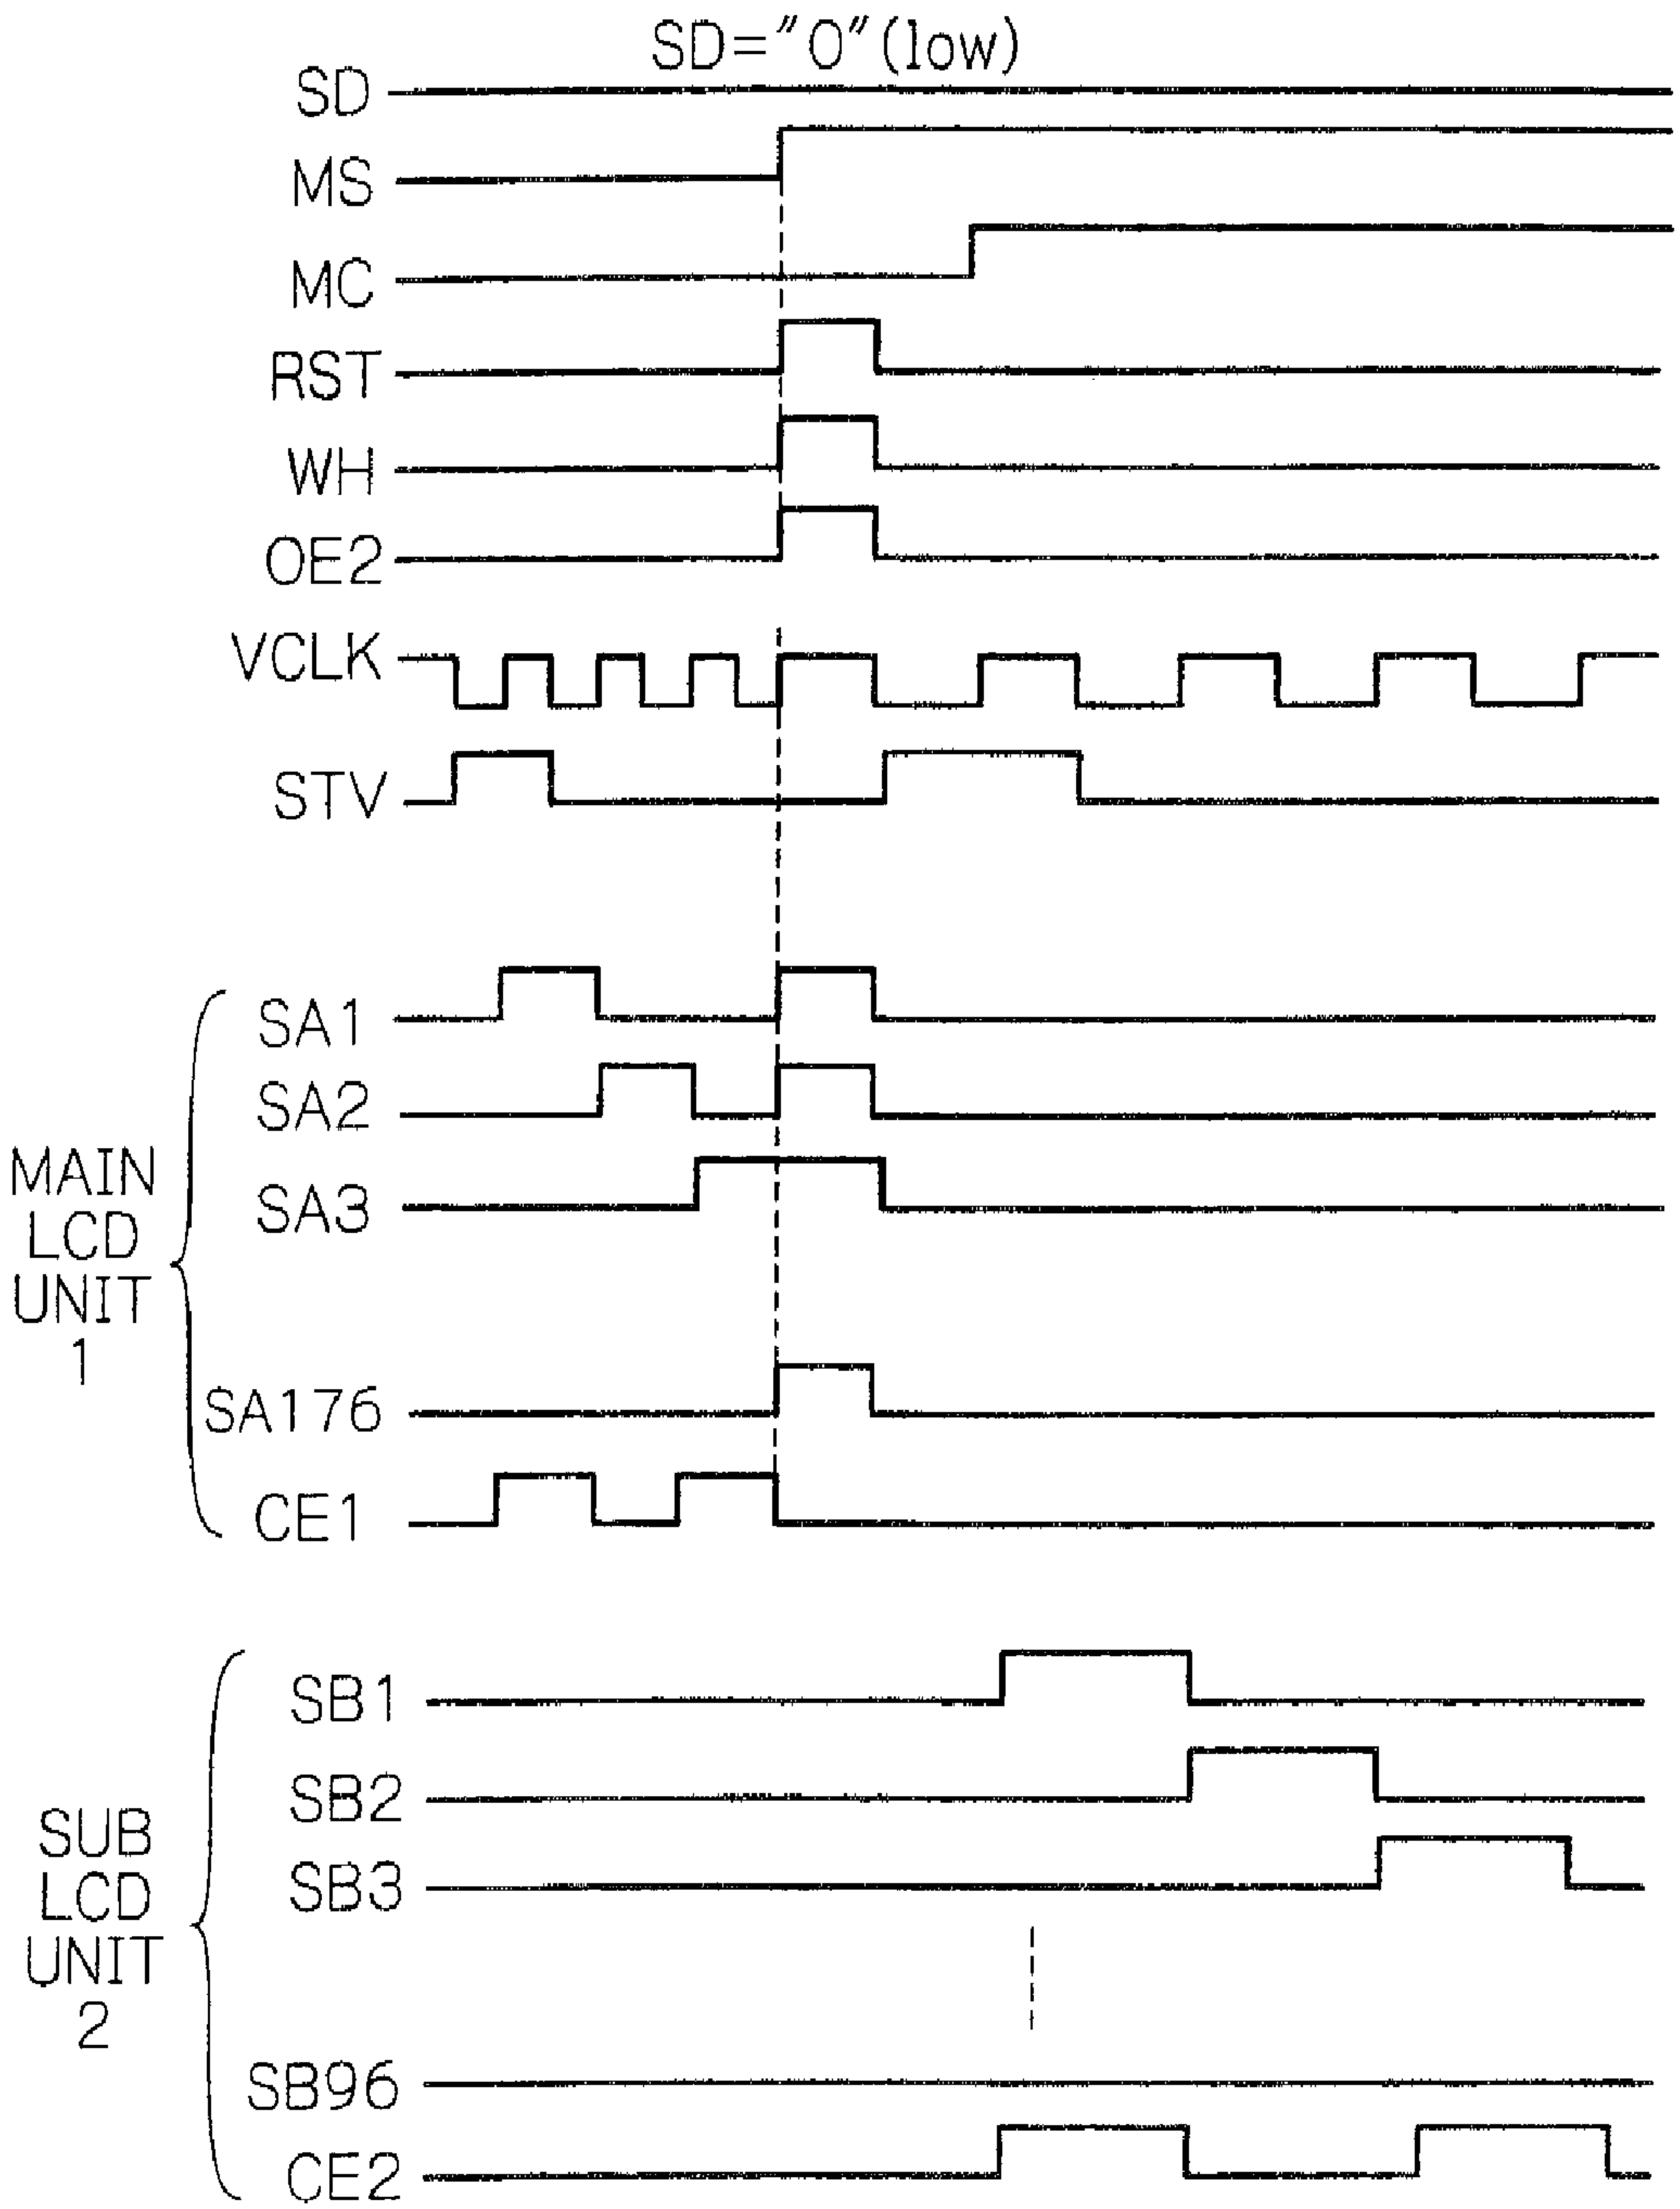 SD="0"(low)
SD
MS
MC
RST
WH
OE2
VCLK
STV
SA1
SA2
SA3
MAIN
LCD
UNIT
1
SA176
CE1
SB1
SB2
SB3
SUB
LCD
UNIT
2
SB96
CE2